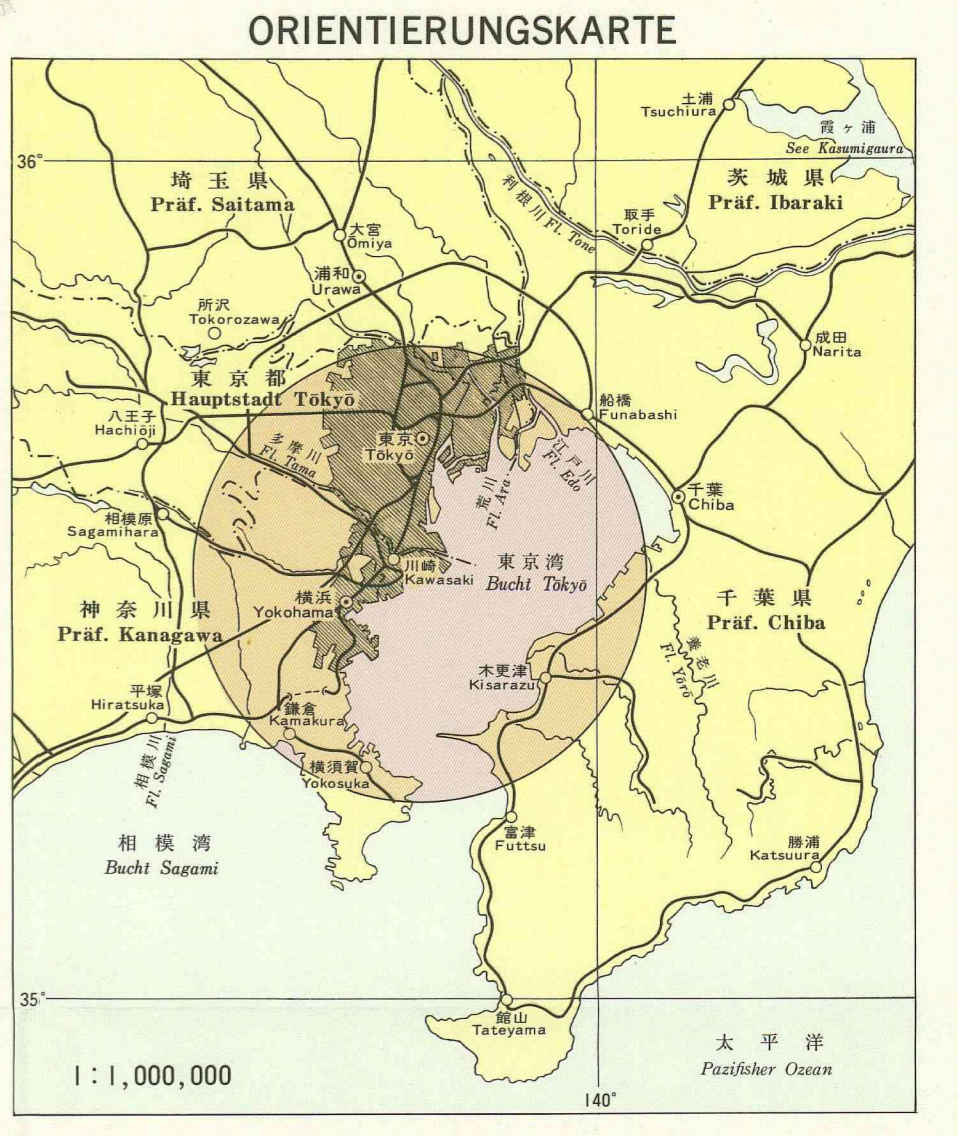 ORIENTIERUNGSKARTE
土浦
Tsuchiura
霞ヶ浦
See Kasumigaura
36°
埼玉県
Präf. Saitama
利根川 Fl. Tone
茨城県
Präf. Ibaraki
取手
Toride
大宮
Ōmiya
浦和
Urawa
所沢
Tokorozawa
成田
Narita
東京都
Hauptstadt Tōkyō
船橋
Funabashi
八王子
Hachiōji
多摩川
Fl. Tama
東京
Tōkyō
江戸川
Fl. Edo
荒川
Fl. Ara
千葉
Chiba
相模原
Sagamihara
川崎
Kawasaki
東京湾
Bucht Tōkyō
横浜
Yokohama
神奈川県
Präf. Kanagawa
千葉県
Präf. Chiba
養老川
Fl. Yōrō
木更津
Kisarazu
平塚
Hiratsuka
鎌倉
Kamakura
相模川
Fl. Sagami
横須賀
Yokosuka
富津
Futtsu
相模湾
Bucht Sagami
勝浦
Katsuura
35°
館山
Tateyama
太平洋
Pazifisher Ozean
1:1,000,000
140°